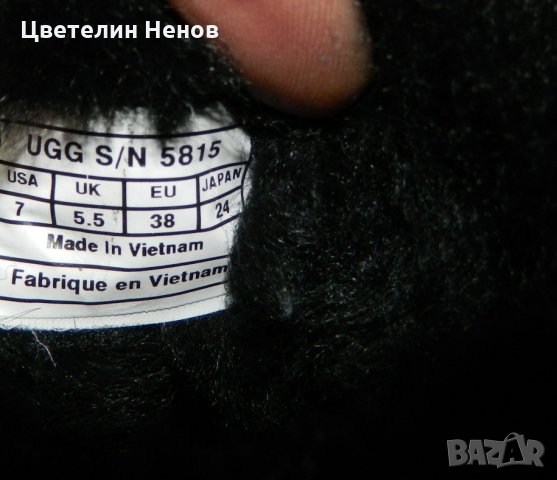 Цветелин Ненов
UGG S/N 5815
USA UK EU JAPAN
7 5.5 38 24
Made In Vietnam
Fabrique en Vietnam
BAZAR